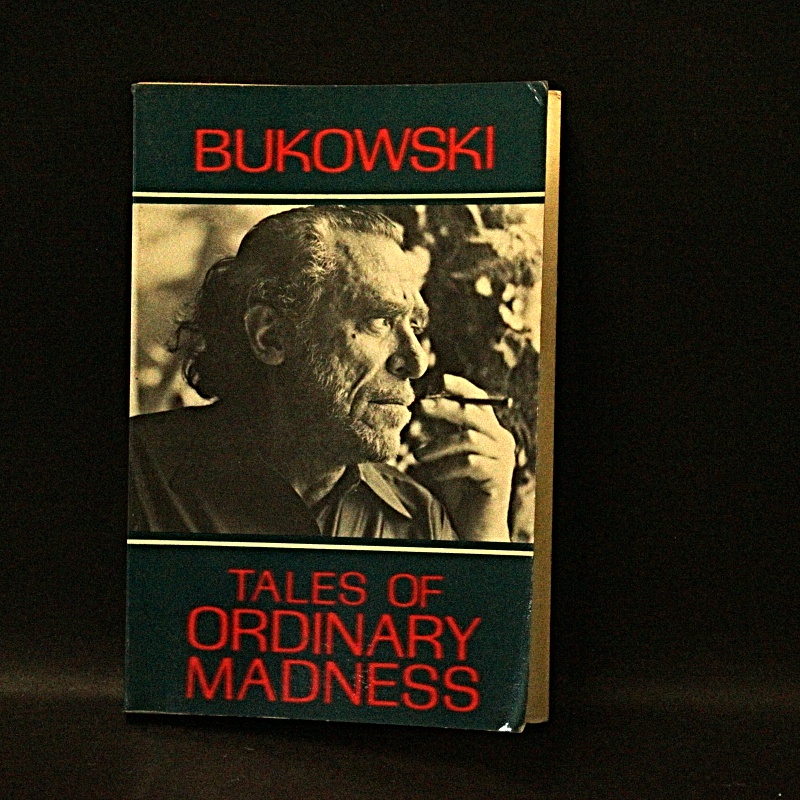 BUKOWSKI
TALES OF
ORDINARY
MADNESS